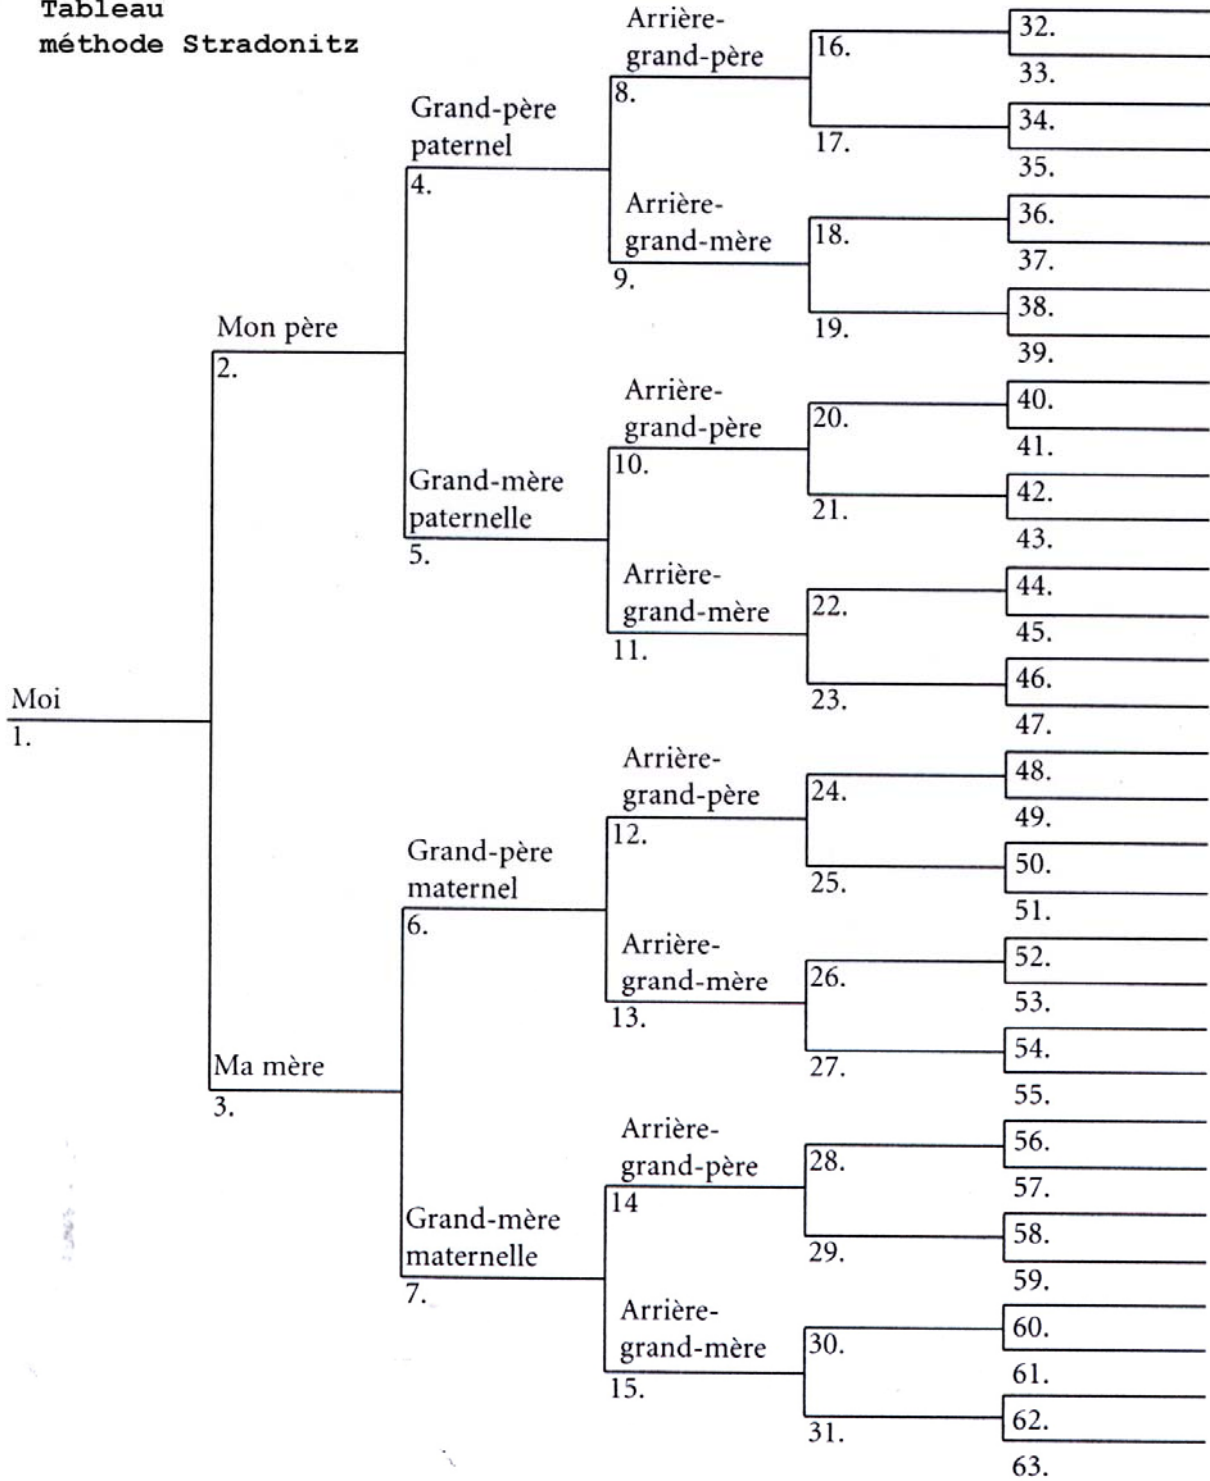 Tableau
méthode Stradonitz
Moi
1.
Mon père
2.
Ma mère
3.
Grand-père
paternel
4.
Grand-mère
paternelle
5.
Grand-père
maternel
6.
Grand-mère
maternelle
7.
Arrière-
grand-père
8.
Arrière-
grand-mère
9.
Arrière-
grand-père
10.
Arrière-
grand-mère
11.
Arrière-
grand-père
12.
Arrière-
grand-mère
13.
Arrière-
grand-père
14
Arrière-
grand-mère
15.
16.
17.
18.
19.
20.
21.
22.
23.
24.
25.
26.
27.
28.
29.
30.
31.
32.
33.
34.
35.
36.
37.
38.
39.
40.
41.
42.
43.
44.
45.
46.
47.
48.
49.
50.
51.
52.
53.
54.
55.
56.
57.
58.
59.
60.
61.
62.
63.